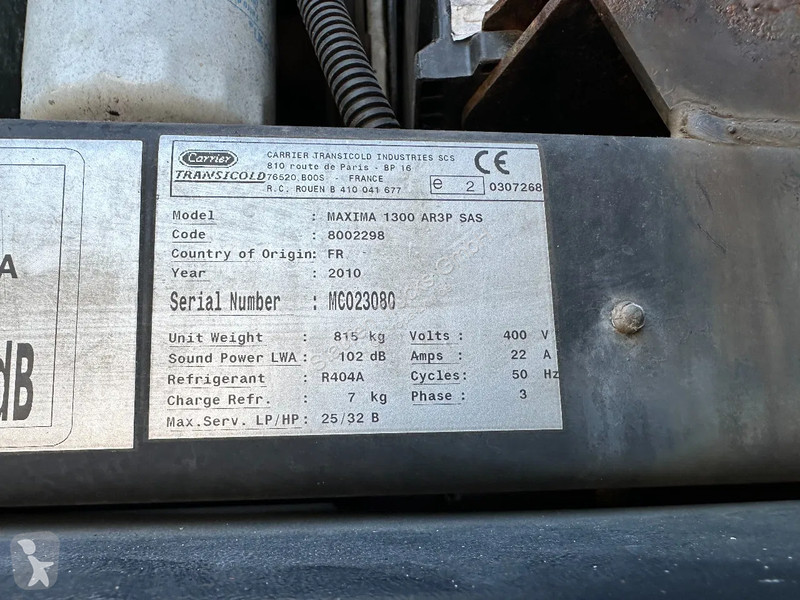 Carrier
TRANSICOLD
CARRIER TRANSICOLD INDUSTRIES SCS
810 route de Paris - BP 16
76520,BOOS - FRANCE
R.C. ROUEN B 410 041 677
CE
e 2 0307268
Model : MAXIMA 1300 AR3P SAS
Code : 8002298
Country of Origin: FR
Year : 2010
Serial Number : MC023080
Unit Weight : 815 kg Volts : 400 V
Sound Power LWA : 102 dB Amps : 22 A
Refrigerant : R404A Cycles: 50 Hz
Charge Refr. : 7 kg Phase : 3
Max.Serv. LP/HP: 25/32 B
A
dB